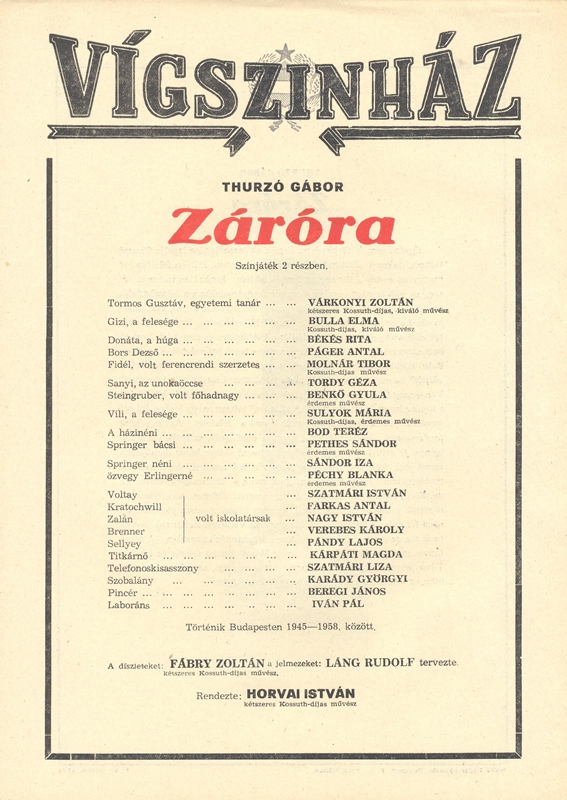 VÍGSZINHÁZ
THURZÓ GÁBOR
Záróra
Színjáték 2 részben.
Tormos Gusztáv, egyetemi tanár ... ... VÁRKONYI ZOLTÁN
kétszeres Kossuth-díjas, kiváló művész
Gizi, a felesége ... ... ... ... ... ... BULLA ELMA
Kossuth-díjas, kiváló művész
Donáta, a húga ... ... ... ... ... ... BÉKÉS RITA
Bors Dezső ... ... ... ... ... ... ... PÁGER ANTAL
Fidél, volt ferencrendi szerzetes ... ... MOLNÁR TIBOR
Kossuth-díjas művész
Sanyi, az unokaöccse ... ... ... ... TORDY GÉZA
Steingruber, volt főhadnagy ... ... ... BENKŐ GYULA
érdemes művész
Vili, a felesége ... ... ... ... ... ... SULYOK MÁRIA
Kossuth-díjas, érdemes művész
A házinéni ... ... ... ... ... ... ... BOD TERÉZ
Springer bácsi ... ... ... ... ... ... PETHES SÁNDOR
érdemes művész
Springer néni ... ... ... ... ... ... SÁNDOR IZA
özvegy Erlingerné ... ... ... ... ... PÉCHY BLANKA
érdemes művész
Voltay ... SZATMÁRI ISTVÁN
Kratochwill ... FARKAS ANTAL
Zalán volt iskolatársak ... NAGY ISTVÁN
Brenner ... VEREBES KÁROLY
Sellyey ... PÁNDY LAJOS
Titkárnő ... ... ... ... ... ... ... KÁRPÁTI MAGDA
Telefonoskisasszony ... ... ... ... ... SZATMÁRI LIZA
Szobalány ... ... ... ... ... ... KARÁDY GYÖRGYI
Pincér ... ... ... ... ... ... ... ... BEREGI JÁNOS
Laboráns ... ... ... ... ... ... ... IVÁN PÁL
Történik Budapesten 1945—1958. között.
A díszleteket: FÁBRY ZOLTÁN a jelmezeket: LÁNG RUDOLF tervezte.
kétszeres Kossuth-díjas művész,
Rendezte: HORVAI ISTVÁN
kétszeres Kossuth-díjas művész